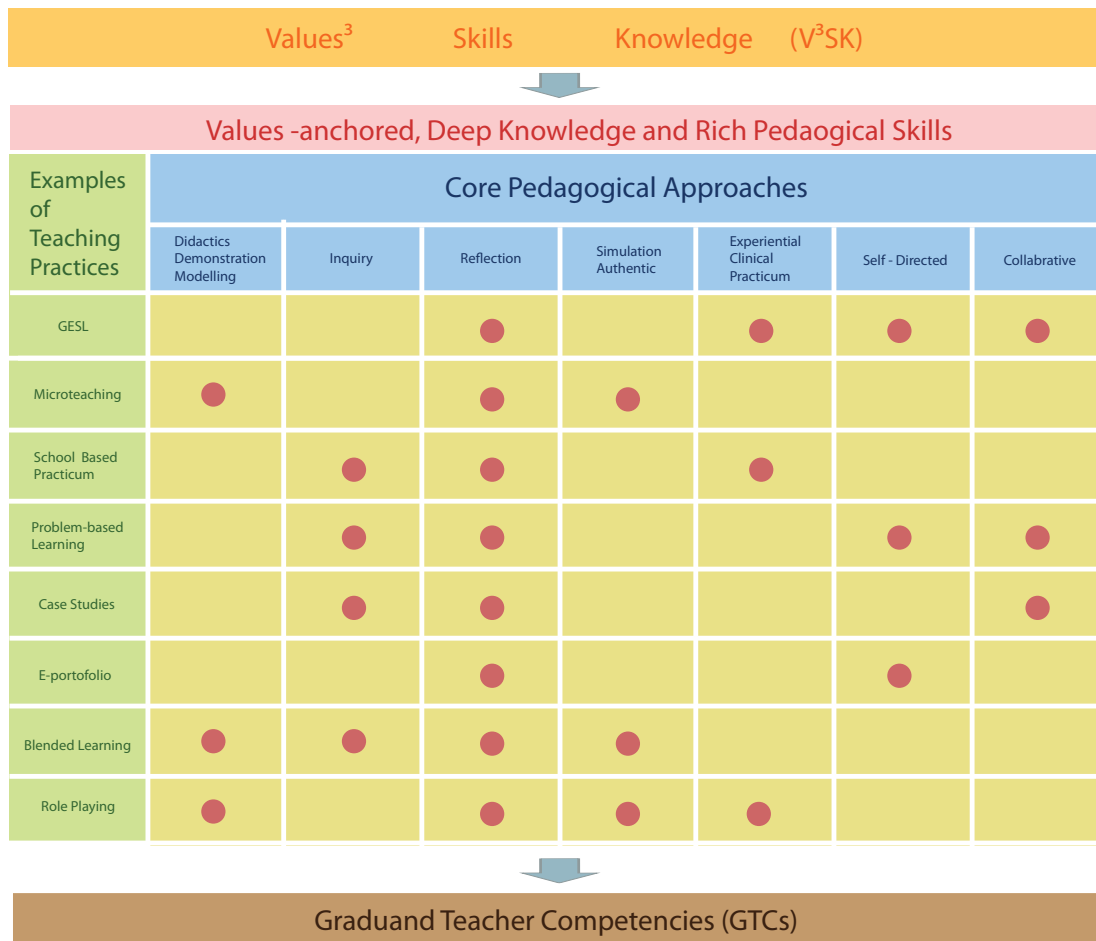 Values³ Skills Knowledge (V³SK)
Values -anchored, Deep Knowledge and Rich Pedaogical Skills
Examples
of
Teaching
Practices
Core Pedagogical Approaches
Didactics
Demonstration
Modelling
Inquiry
Reflection
Simulation
Authentic
Experiential
Clinical
Practicum
Self - Directed
Collabrative
GESL
Microteaching
School Based
Practicum
Problem-based
Learning
Case Studies
E-portofolio
Blended Learning
Role Playing
Graduand Teacher Competencies (GTCs)